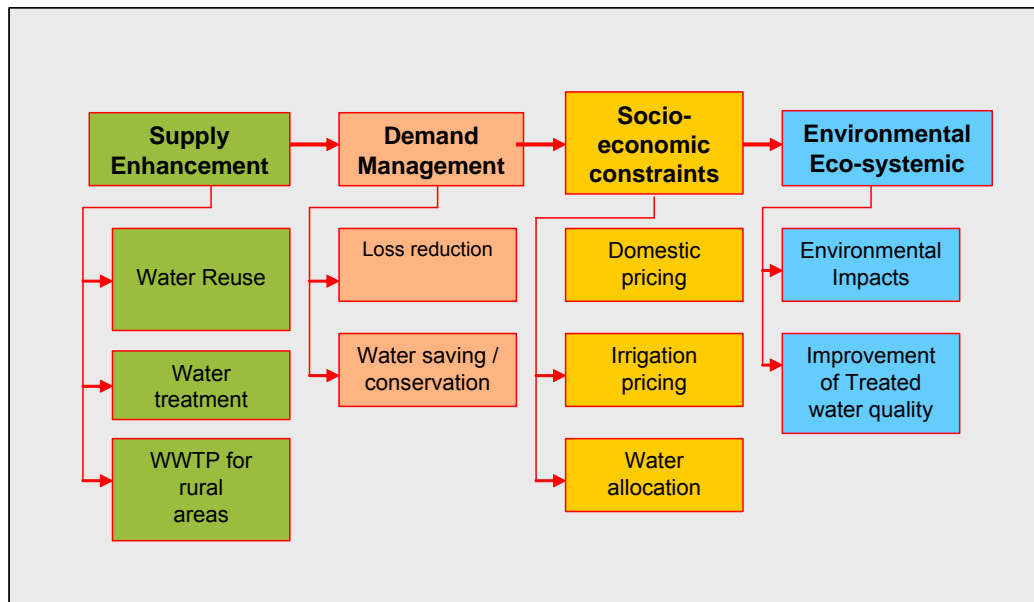 Supply
Enhancement
Demand
Management
Socio-
economic
constraints
Environmental
Eco-systemic
Water Reuse
Water
treatment
WWTP for
rural
areas
Loss reduction
Water saving /
conservation
Domestic
pricing
Irrigation
pricing
Water
allocation
Environmental
Impacts
Improvement
of Treated
water quality